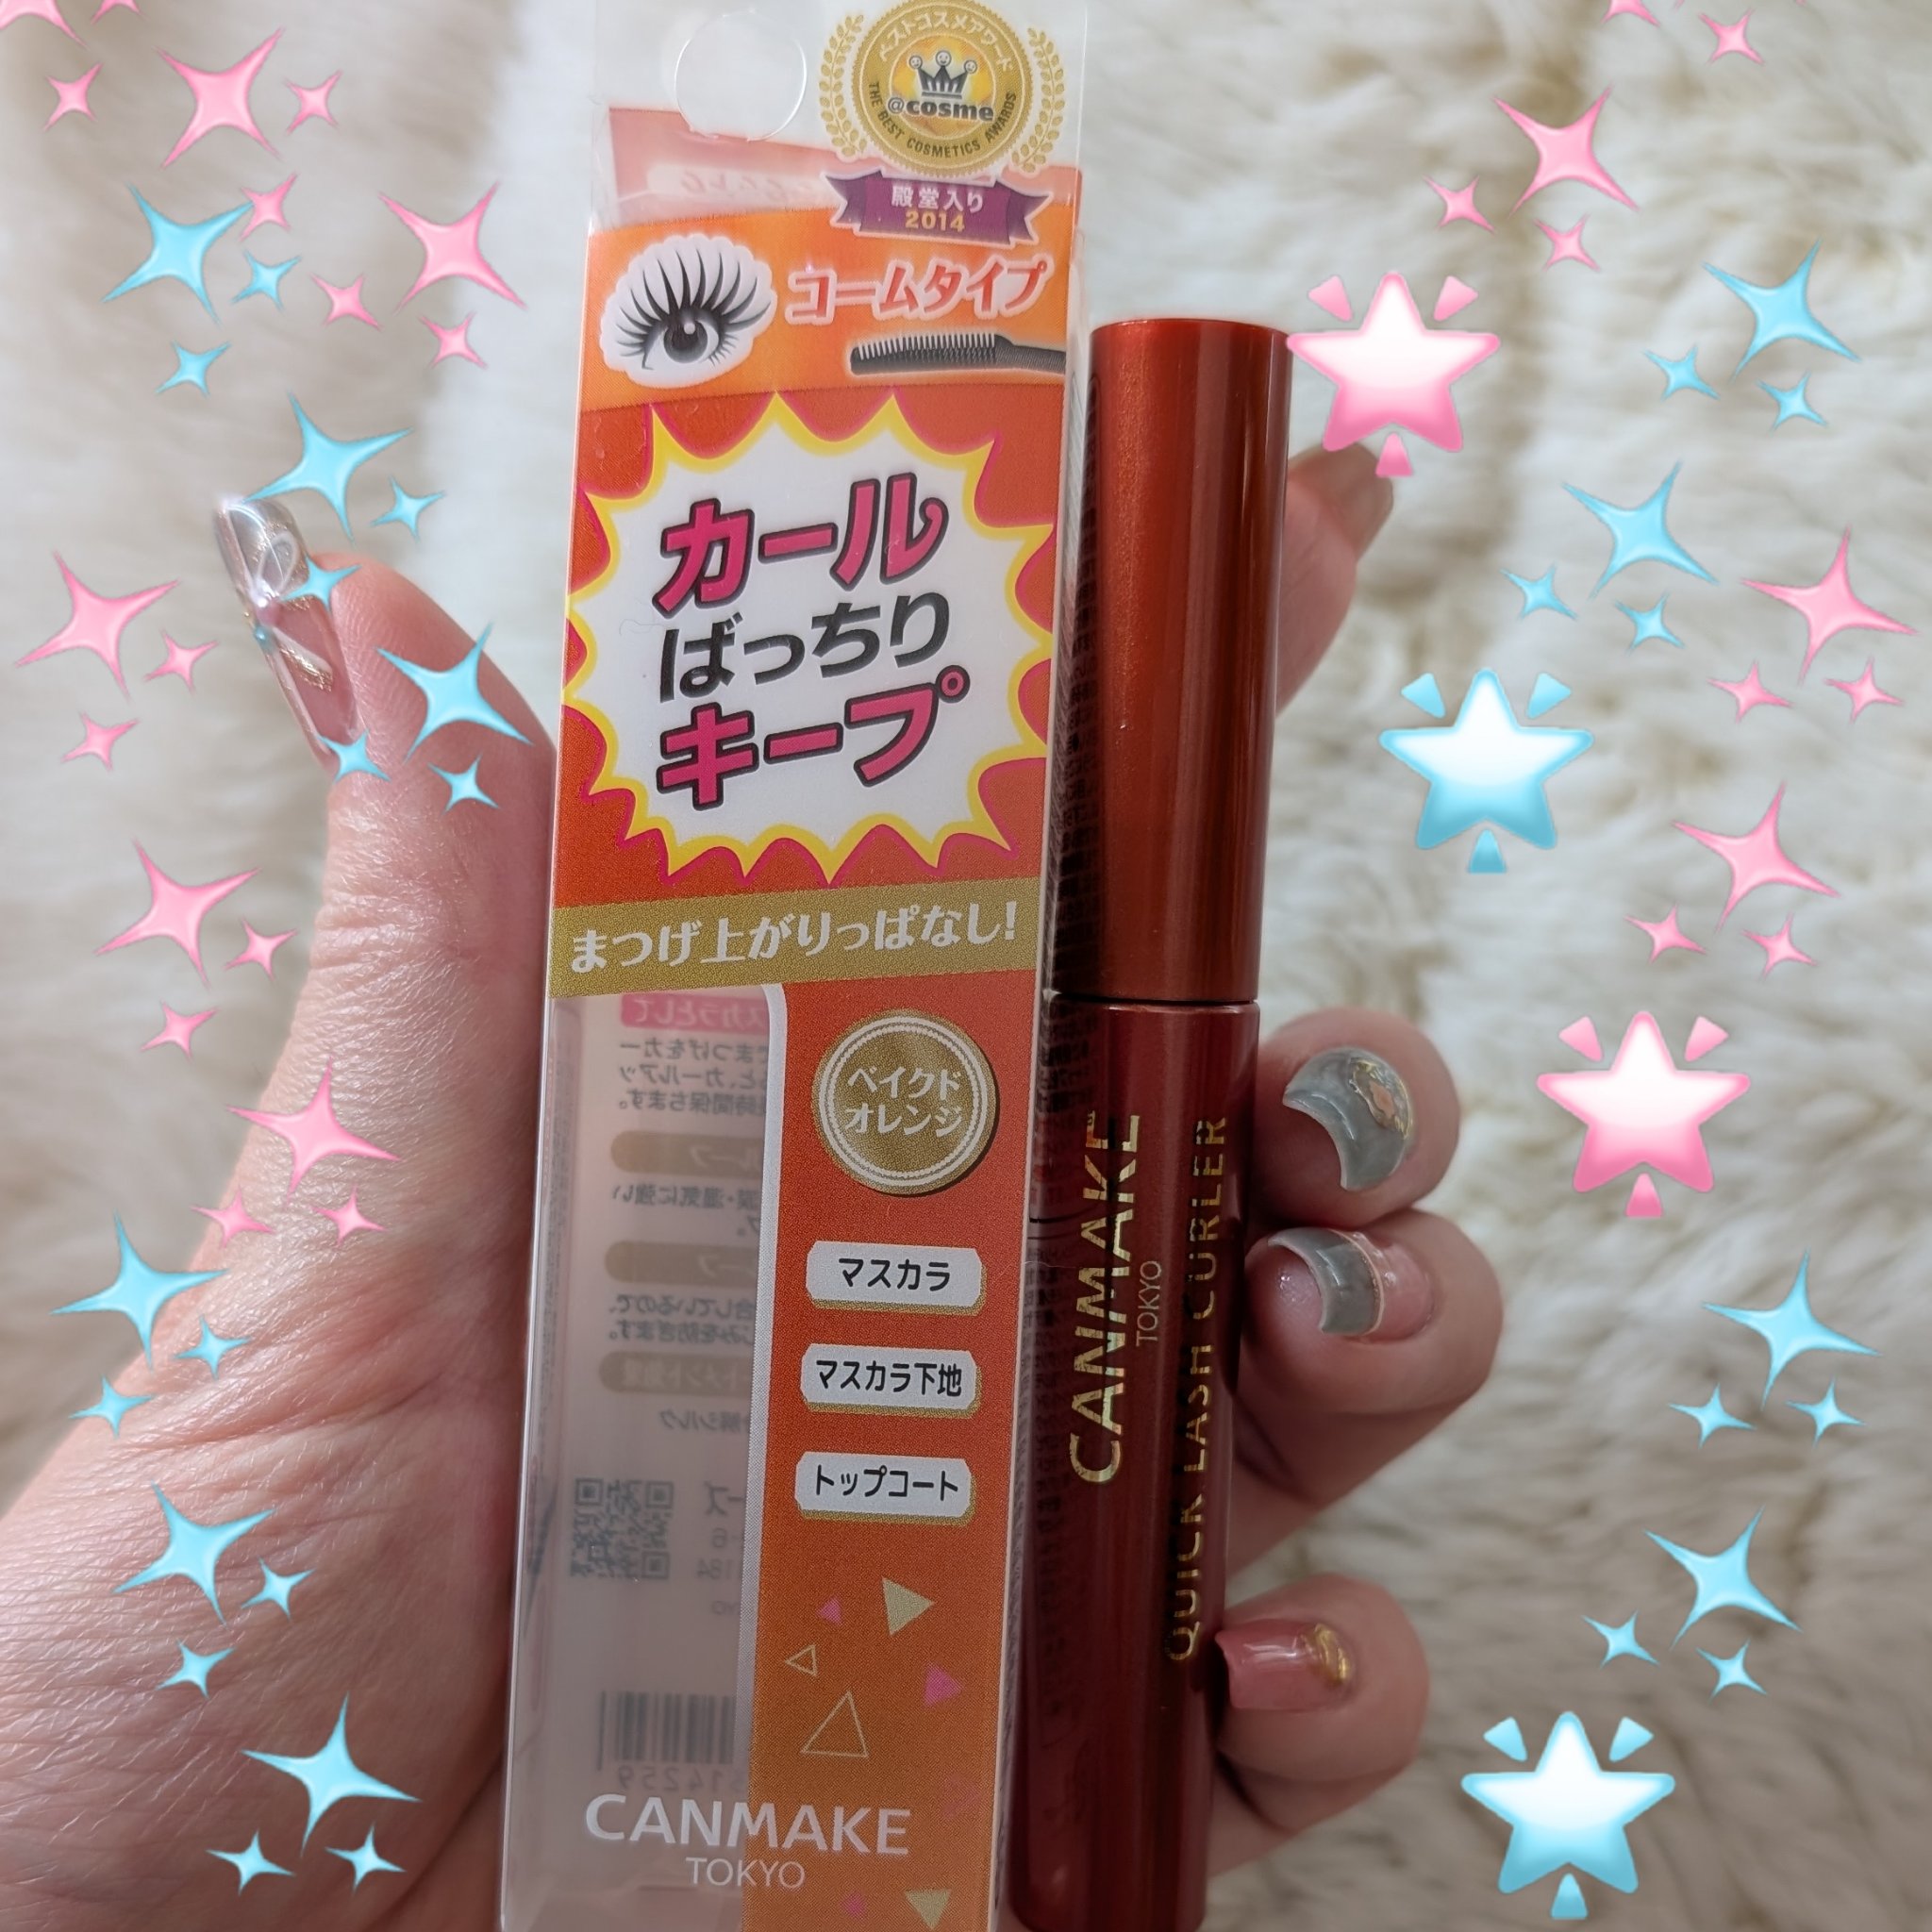 ベストコスメアワード
@cosme
THE BEST COSMETICS AWARDS
殿堂入り
2014
コームタイプ
カール
ばっちり
キープ
まつげ上がりっぱなし!
ベイクド
オレンジ
マスカラ
マスカラ下地
トップコート
CANMAKE
TOKYO
CANMAKE
TOKYO
QUICK LASH CURLER